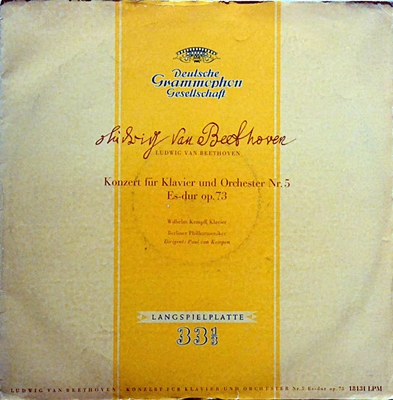 Deutsche
Grammophon
Gesellschaft
Ludwig van Beethoven
LUDWIG VAN BEETHOVEN
Konzert für Klavier und Orchester Nr. 5
Es-dur op. 73
Wilhelm Kempff, Klavier
Berliner Philharmoniker
Dirigent: Paul van Kempen
LANGSPIELPLATTE
33⅓
LUDWIG VAN BEETHOVEN · KONZERT FÜR KLAVIER UND ORCHESTER Nr. 5 Es-dur op. 73 18131 LPM